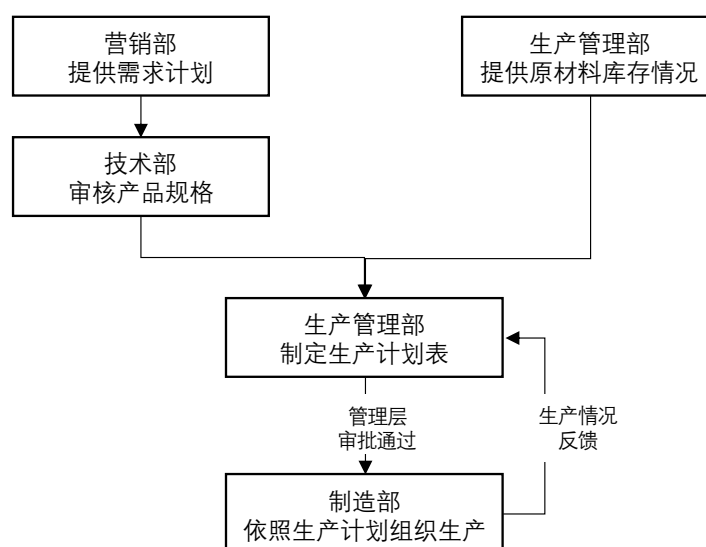 营销部
提供需求计划
生产管理部
提供原材料库存情况
技术部
审核产品规格
生产管理部
制定生产计划表
管理层
审批通过
生产情况
反馈
制造部
依照生产计划组织生产